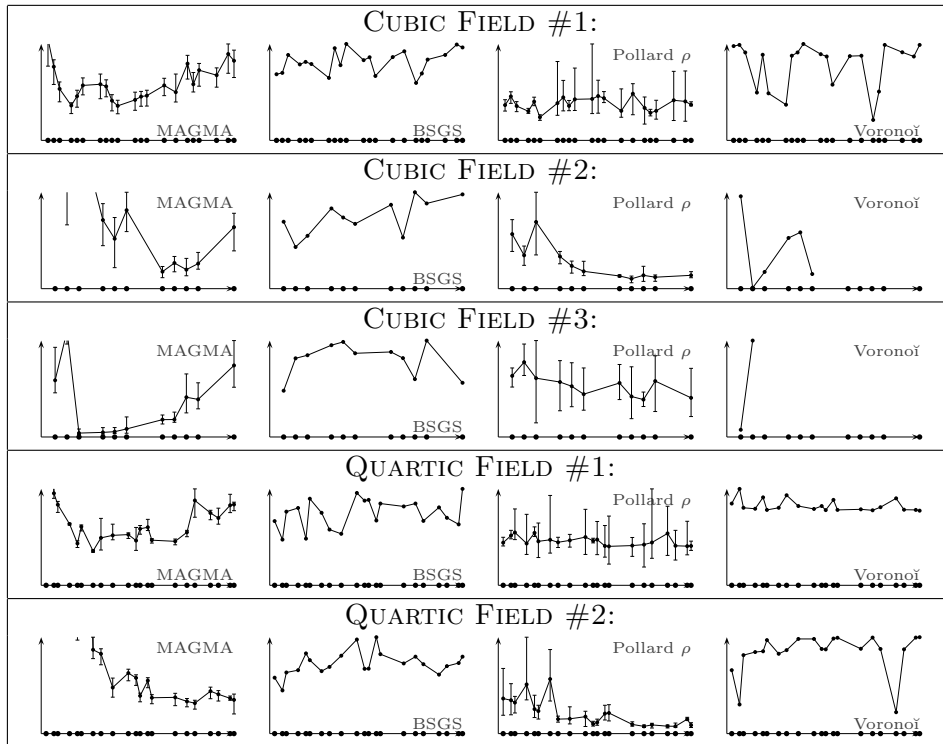 CUBIC FIELD #1:
MAGMA
BSGS
Pollard ρ
Voronoĭ
CUBIC FIELD #2:
MAGMA
BSGS
Pollard ρ
Voronoĭ
CUBIC FIELD #3:
MAGMA
BSGS
Pollard ρ
Voronoĭ
QUARTIC FIELD #1:
MAGMA
BSGS
Pollard ρ
Voronoĭ
QUARTIC FIELD #2:
MAGMA
BSGS
Pollard ρ
Voronoĭ